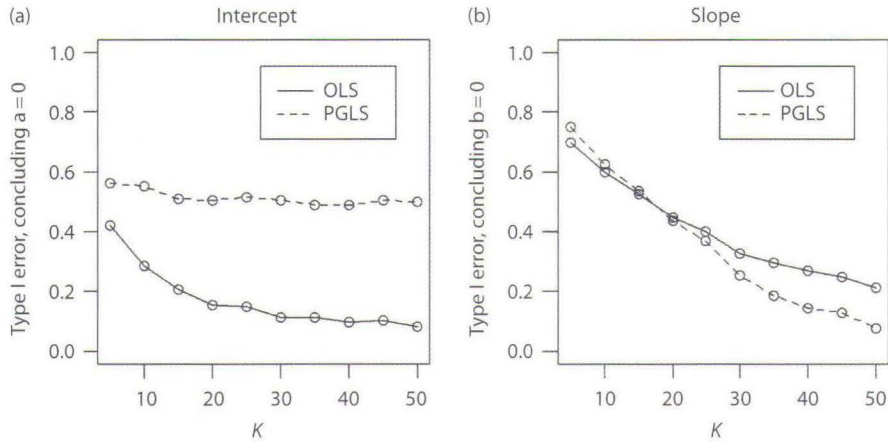 (a)
Intercept
Type I error, concluding a = 0
1.0
0.8
0.6
0.4
0.2
0.0
OLS
PGLS
10
20
30
40
50
K
(b)
Slope
Type I error, concluding b = 0
1.0
0.8
0.6
0.4
0.2
0.0
OLS
PGLS
10
20
30
40
50
K